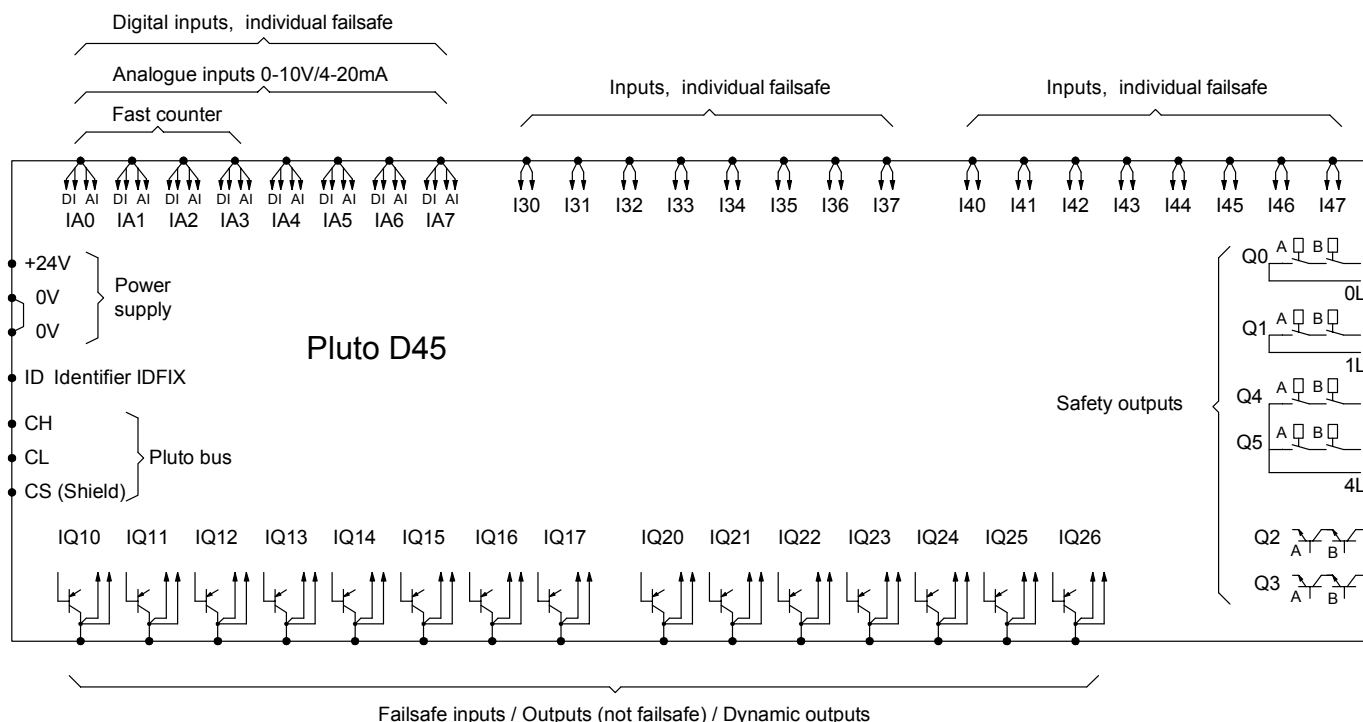 Digital inputs, individual failsafe
Analogue inputs 0-10V/4-20mA
Fast counter
Inputs, individual failsafe
Inputs, individual failsafe
DI AI DI AI DI AI DI AI DI AI DI AI DI AI DI AI
IA0 IA1 IA2 IA3 IA4 IA5 IA6 IA7
I30 I31 I32 I33 I34 I35 I36 I37
I40 I41 I42 I43 I44 I45 I46 I47
+24V
0V
0V
Power
supply
Pluto D45
ID Identifier IDFIX
CH
CL
CS (Shield)
Pluto bus
Safety outputs
Q0 A B
0L
Q1 A B
1L
Q4 A B
Q5 A B
4L
Q2 A B
Q3 A B
IQ10 IQ11 IQ12 IQ13 IQ14 IQ15 IQ16 IQ17 IQ20 IQ21 IQ22 IQ23 IQ24 IQ25 IQ26
Failsafe inputs / Outputs (not failsafe) / Dynamic outputs